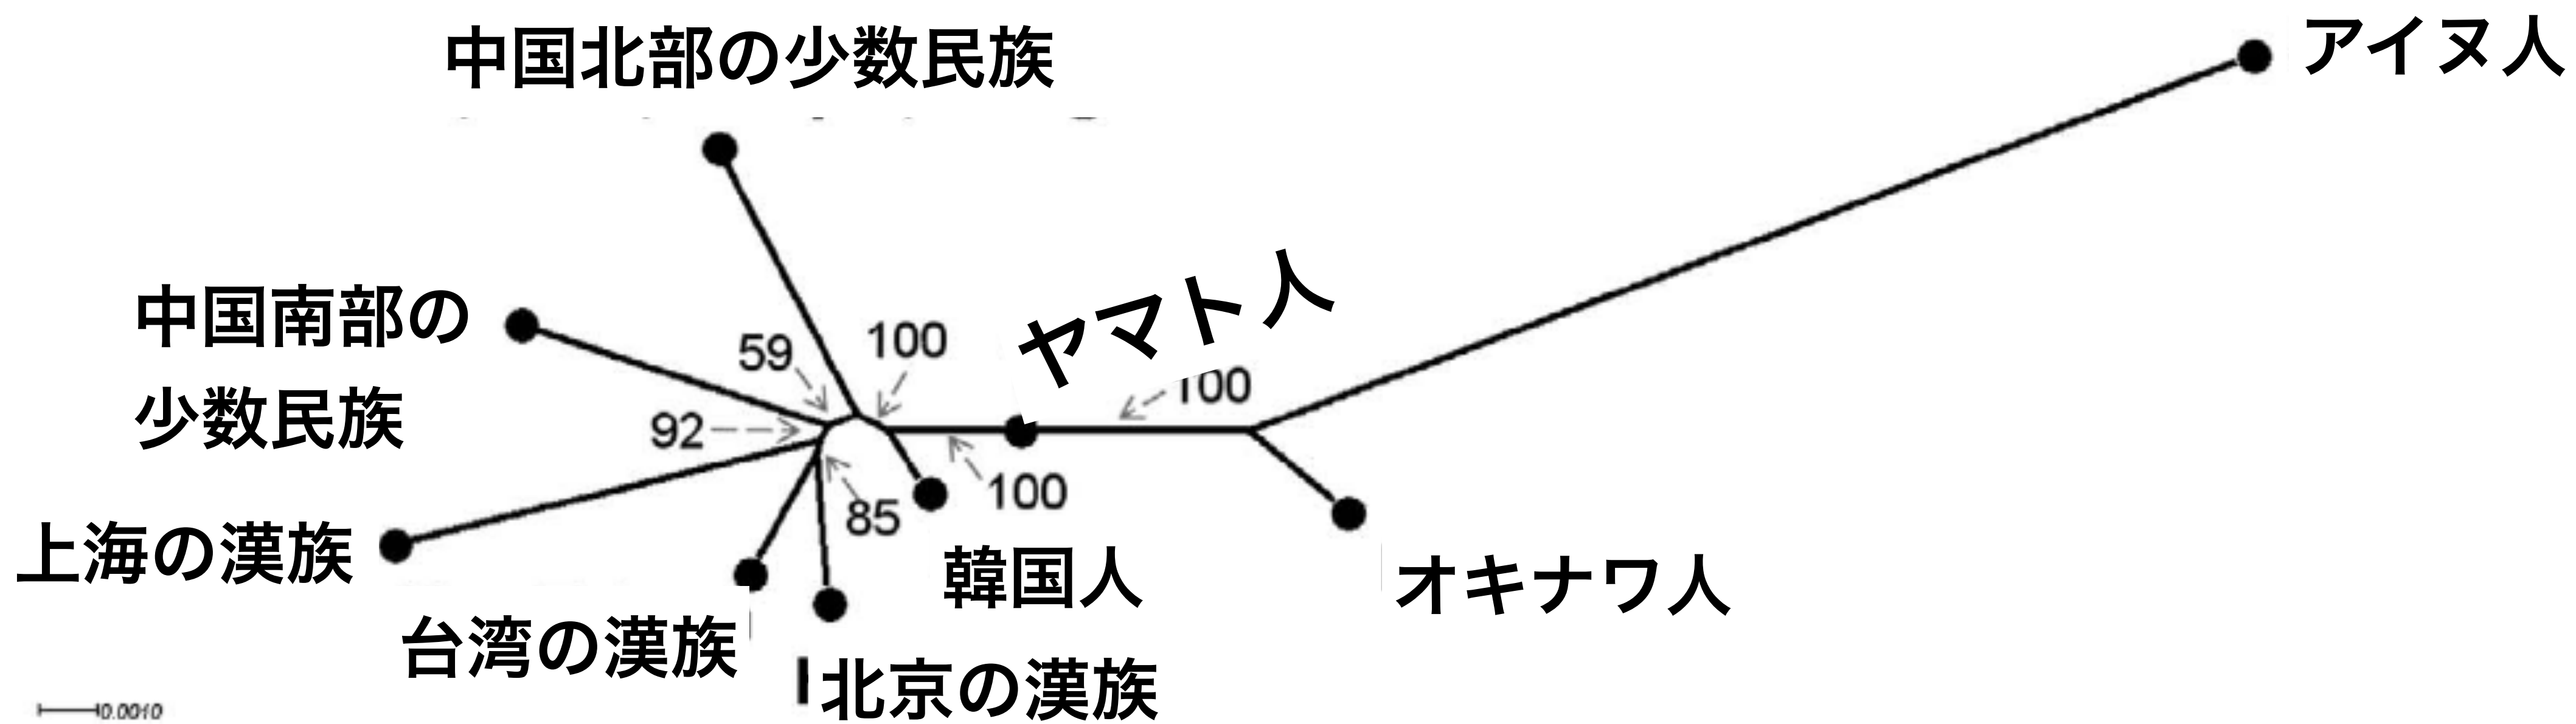 中国北部の少数民族
アイヌ人
中国南部の
少数民族
59
100
ヤマト人
100
92
100
85
上海の漢族
韓国人
オキナワ人
台湾の漢族
北京の漢族
0.0010